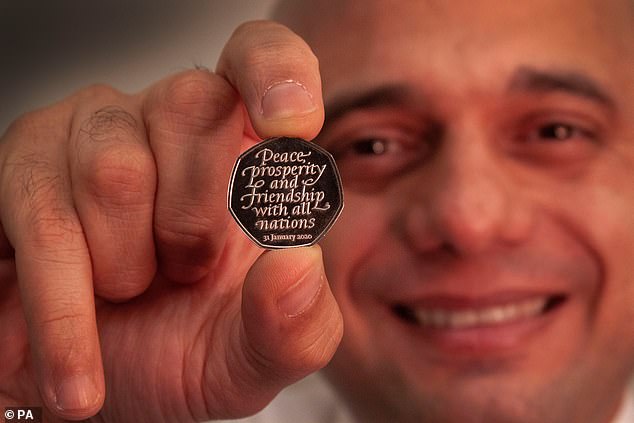 Peace,
prosperity
and
friendship
with all
nations
31 January 2020
© PA